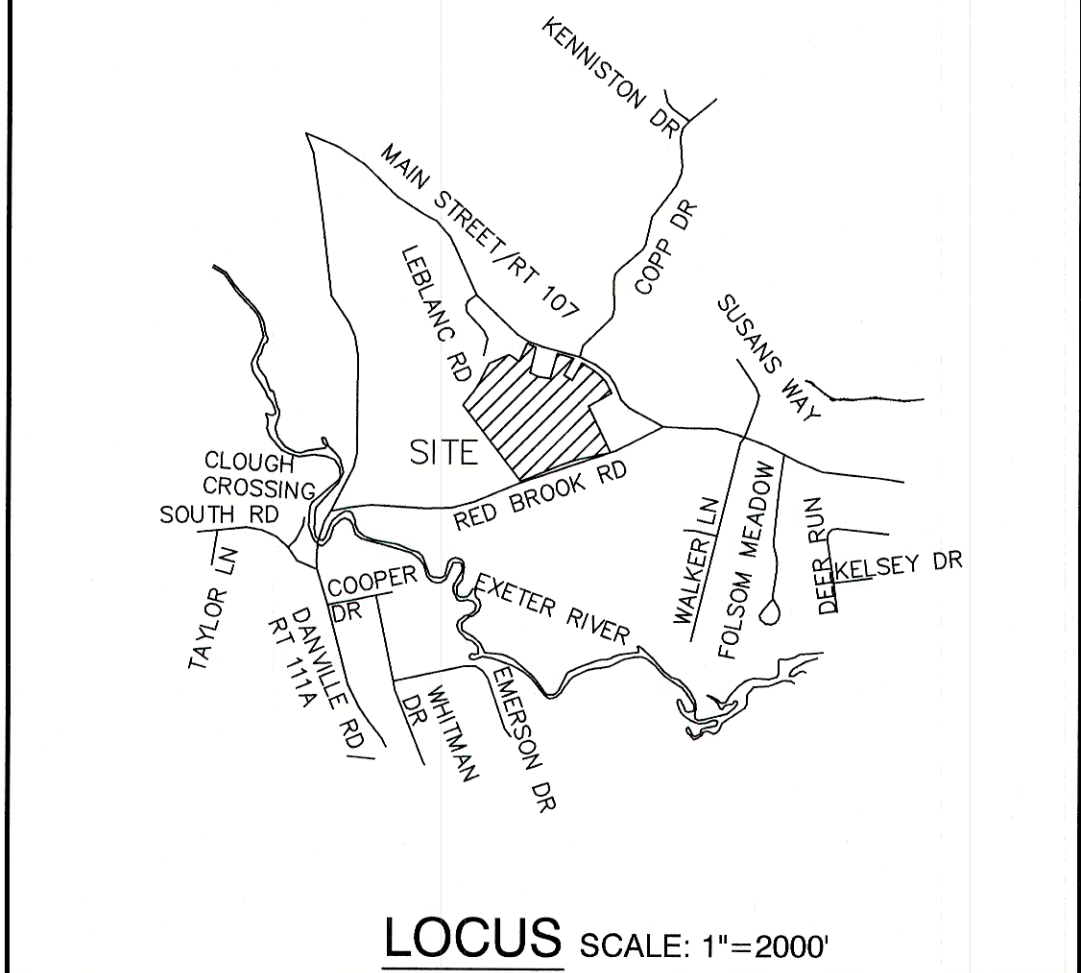 KENNISTON DR
MAIN STREET/RT 107
COPP DR
LEBLANC RD
SUSANS WAY
SITE
CLOUGH
CROSSING
SOUTH RD
RED BROOK RD
TAYLOR LN
COOPER
DR
EXETER RIVER
WALKER LN
FOLSOM MEADOW
DEER RUN
KELSEY DR
DANVILLE RD/
RT 111A
WHITMAN
DR
EMERSON DR
LOCUS SCALE: 1"=2000'